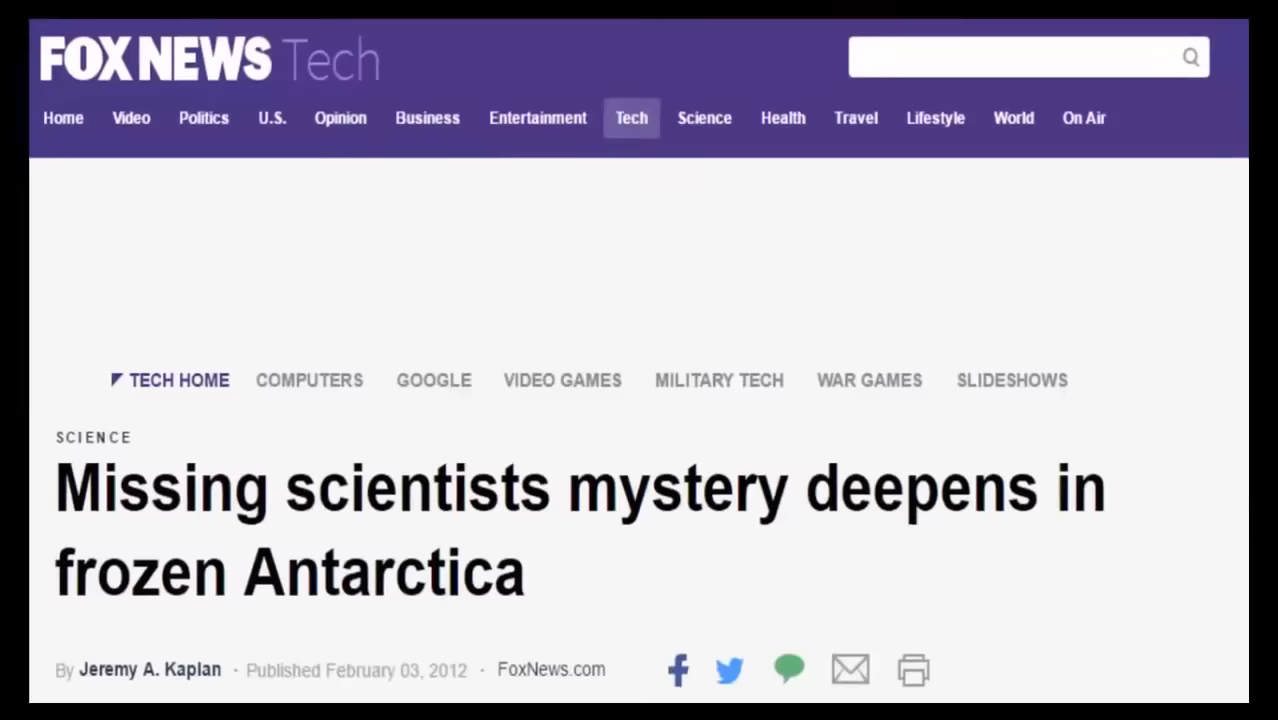 FOX NEWS Tech
Home Video Politics U.S. Opinion Business Entertainment Tech Science Health Travel Lifestyle World On Air
TECH HOME COMPUTERS GOOGLE VIDEO GAMES MILITARY TECH WAR GAMES SLIDESHOWS
SCIENCE
Missing scientists mystery deepens in
frozen Antarctica
By Jeremy A. Kaplan · Published February 03, 2012 · FoxNews.com